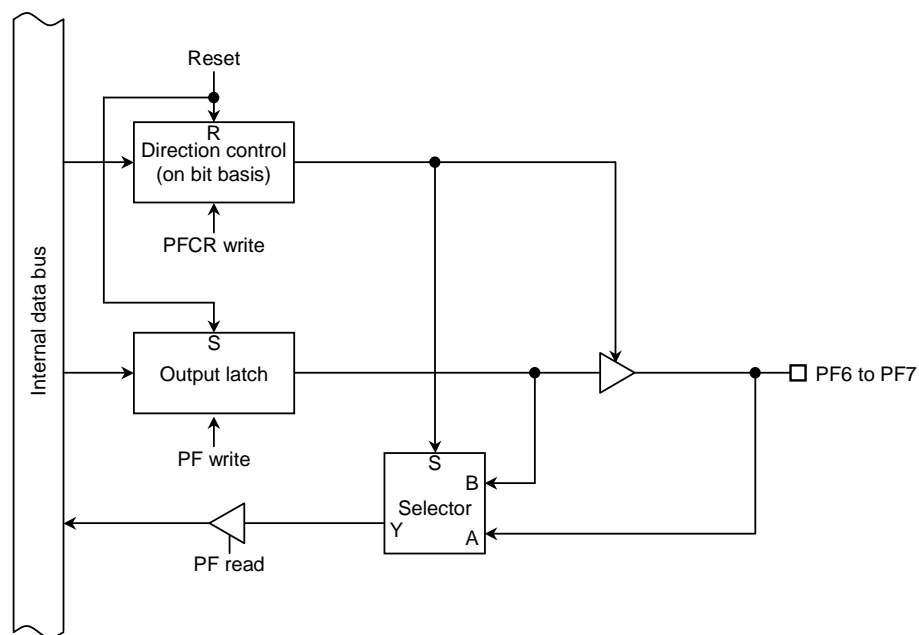 Reset
R
Direction control
(on bit basis)
PFCR write
Internal data bus
S
Output latch
PF6 to PF7
PF write
S
B
Selector
Y
A
PF read